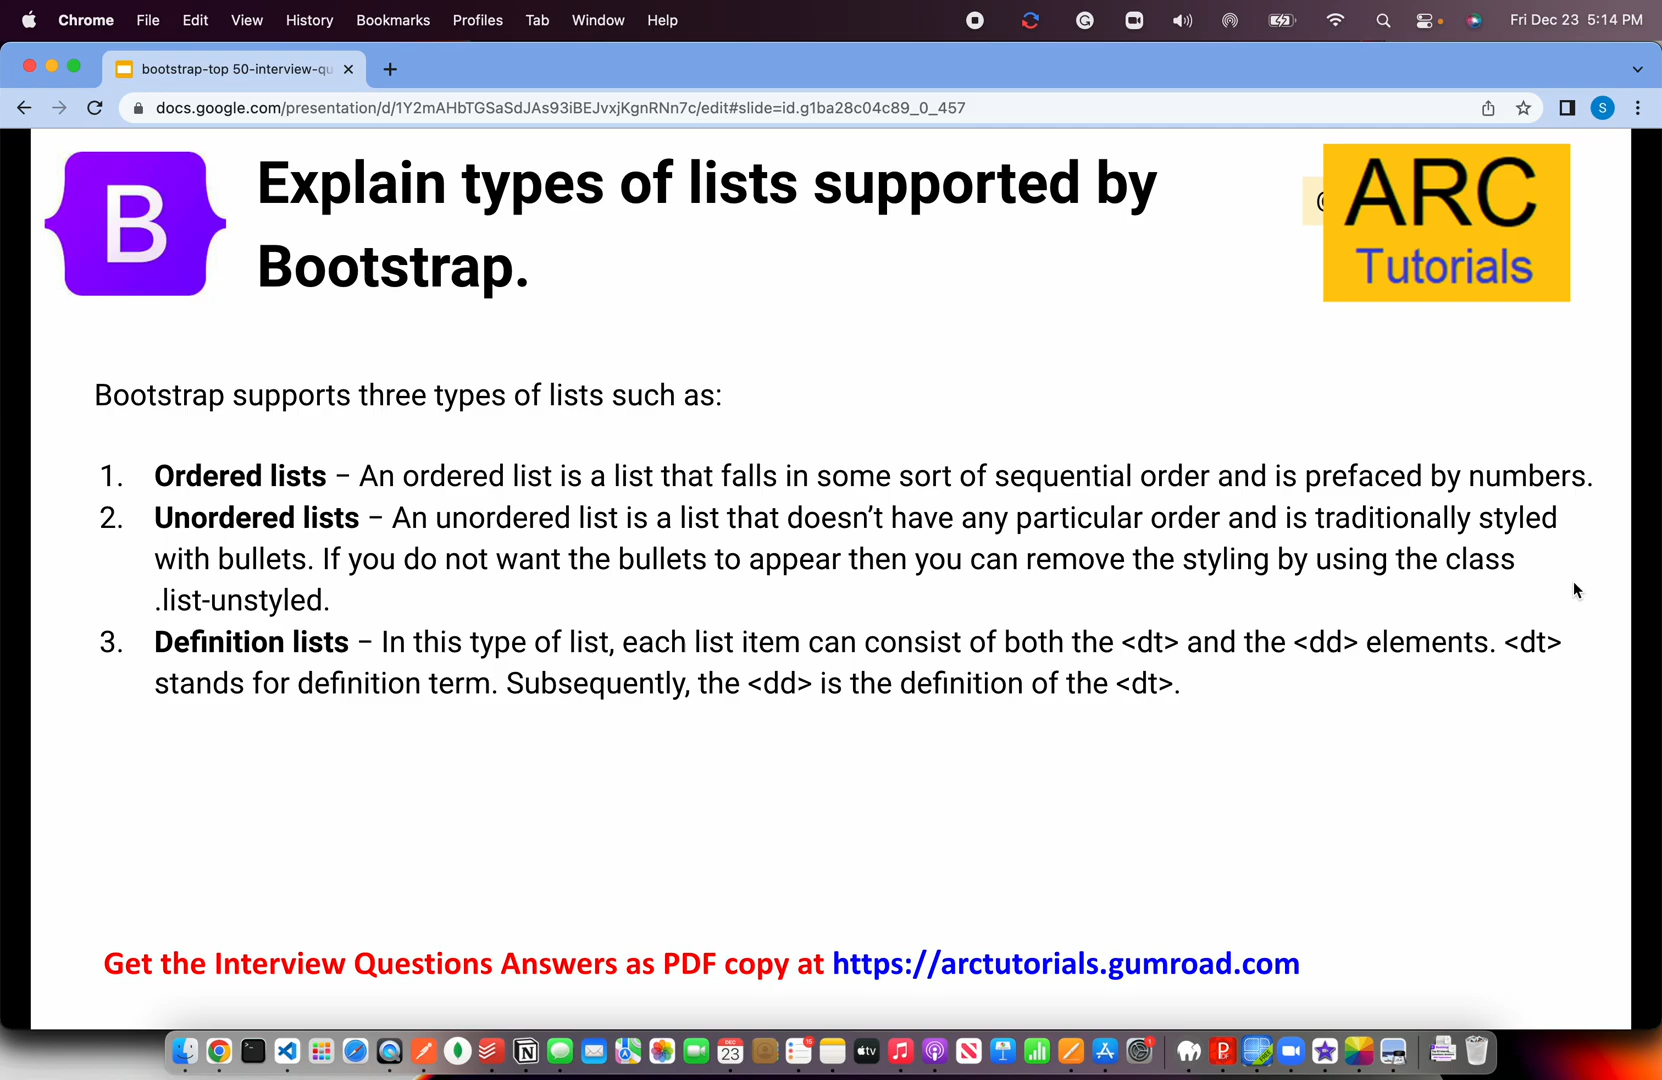 Chrome File Edit View History Bookmarks Profiles Tab Window Help Fri Dec 23 5:14 PM
bootstrap-top 50-interview-qu
docs.google.com/presentation/d/1Y2mAHbTGSaSdJAs93iBEJvxjKgnRNn7c/edit#slide=id.g1ba28c04c89_0_457 S
B
Explain types of lists supported by
Bootstrap.
ARC
Tutorials
Bootstrap supports three types of lists such as:
1. Ordered lists – An ordered list is a list that falls in some sort of sequential order and is prefaced by numbers.
2. Unordered lists – An unordered list is a list that doesn’t have any particular order and is traditionally styled
with bullets. If you do not want the bullets to appear then you can remove the styling by using the class
.list-unstyled.
3. Definition lists – In this type of list, each list item can consist of both the <dt> and the <dd> elements. <dt>
stands for definition term. Subsequently, the <dd> is the definition of the <dt>.
Get the Interview Questions Answers as PDF copy at https://arctutorials.gumroad.com
DEC
23
tv